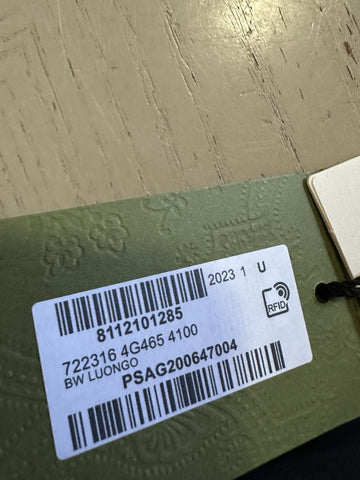 2023 1 U
8112101285
RFID
722316 4G465 4100
BW LUONGO
PSAG200647004